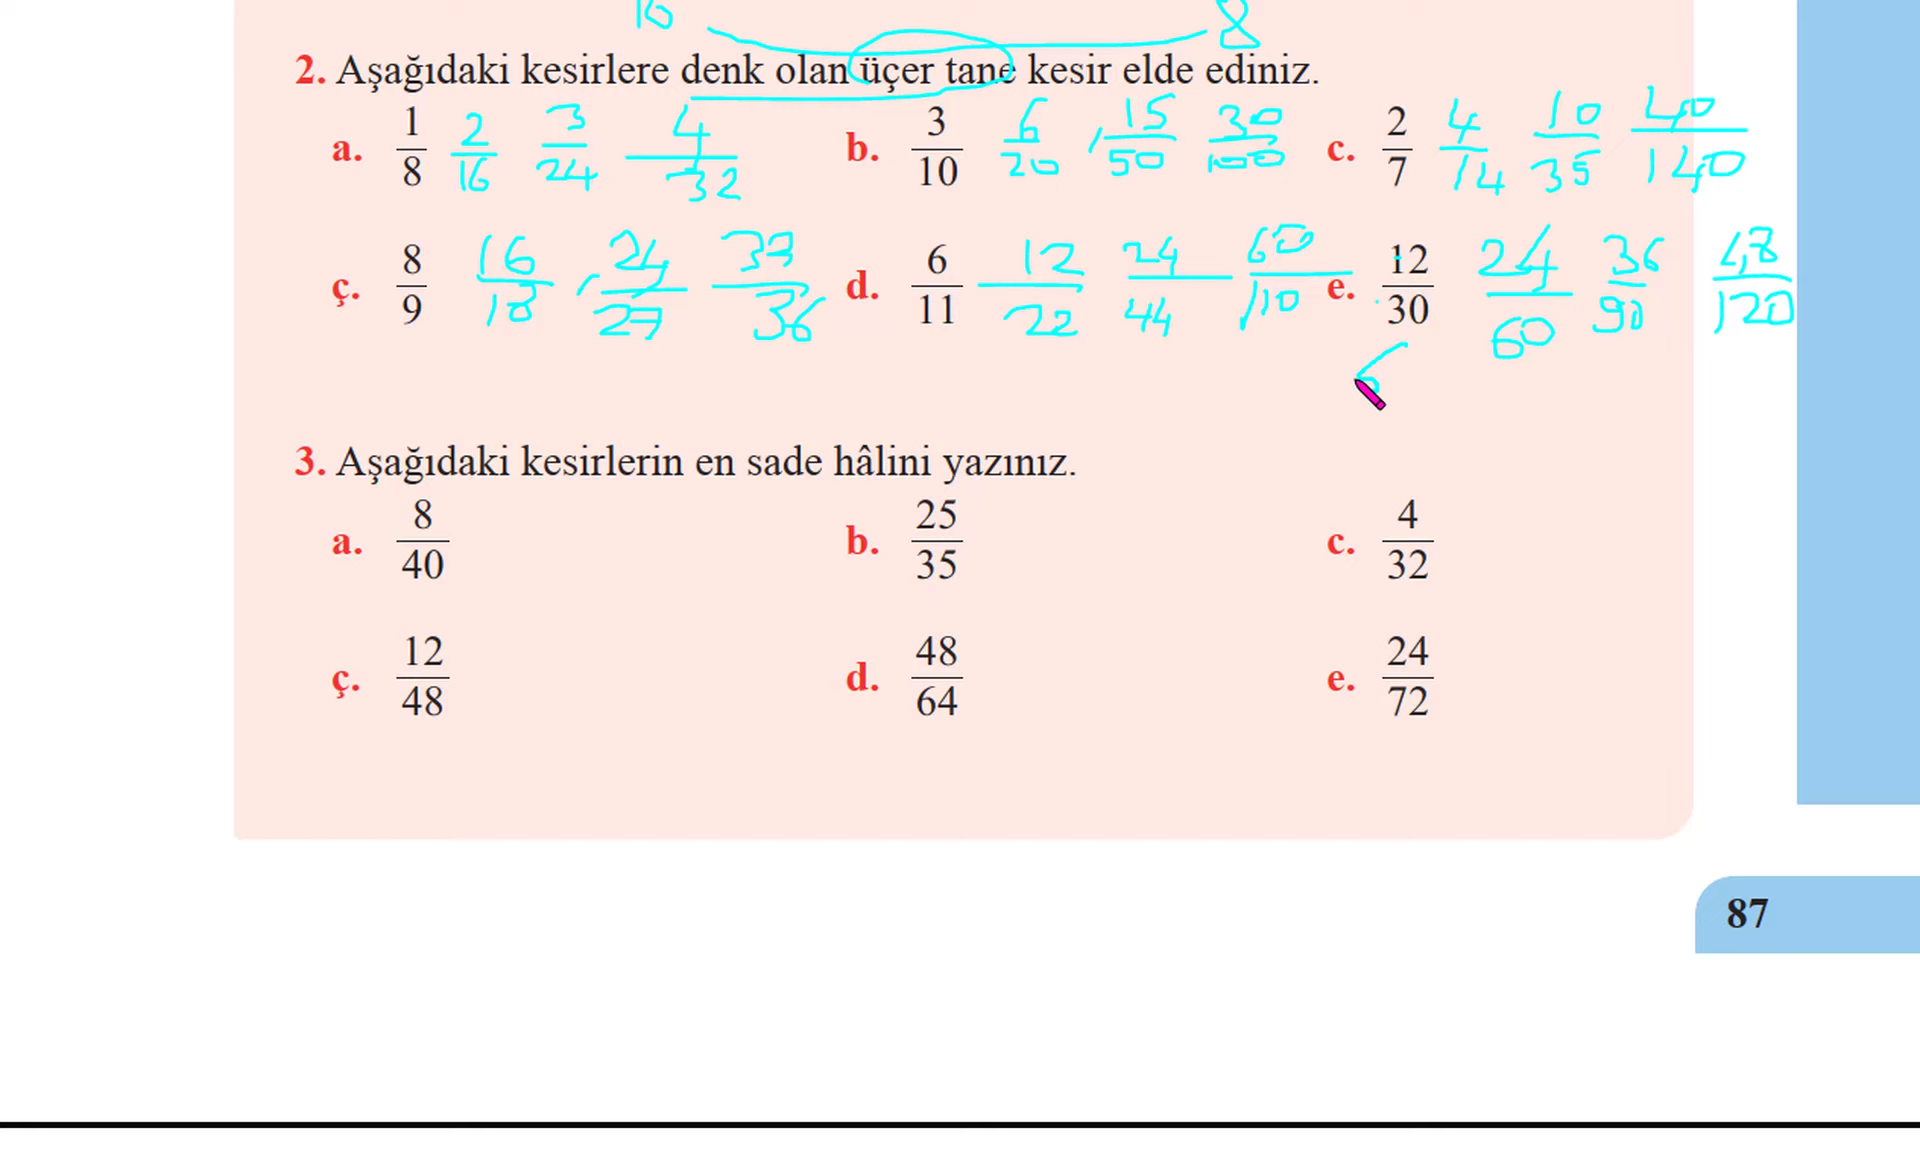 16 8
2. Aşağıdaki kesirlere denk olan üçer tane kesir elde ediniz.
a. 1/8 2/16 3/24 4/32 b. 3/10 6/20 , 15/50 30/100 c. 2/7 4/14 10/35 40/140
ç. 8/9 16/18 , 24/27 33/36 d. 6/11 12/22 24/44 60/110 e. 12/30 24/60 36/90 48/120
6
3. Aşağıdaki kesirlerin en sade hâlini yazınız.
a. 8/40 b. 25/35 c. 4/32
ç. 12/48 d. 48/64 e. 24/72
87